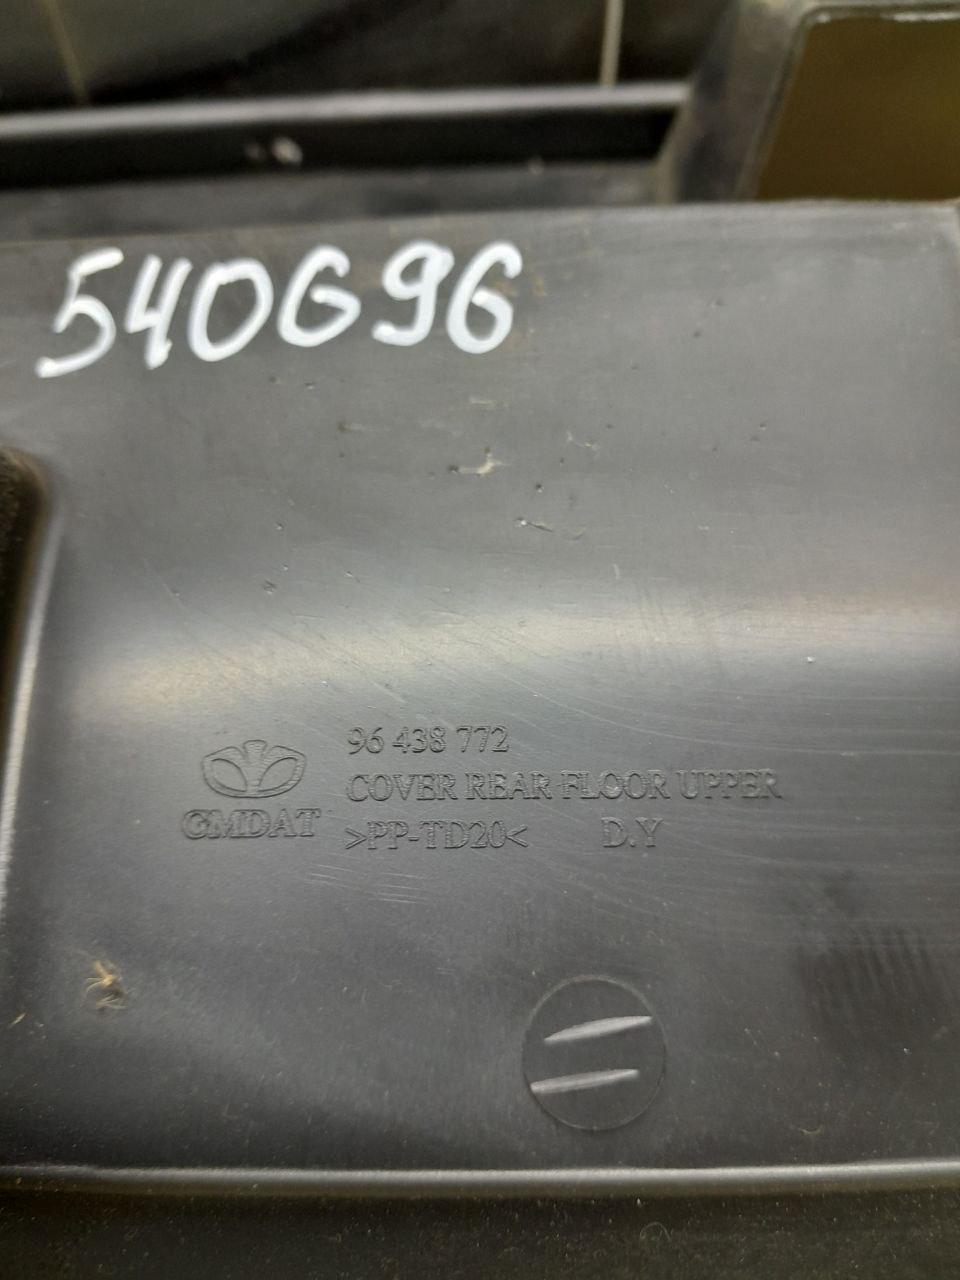 540G96
96 438 772
COVER REAR FLOOR UPPER
GMDAT >PP-TD20< D.Y